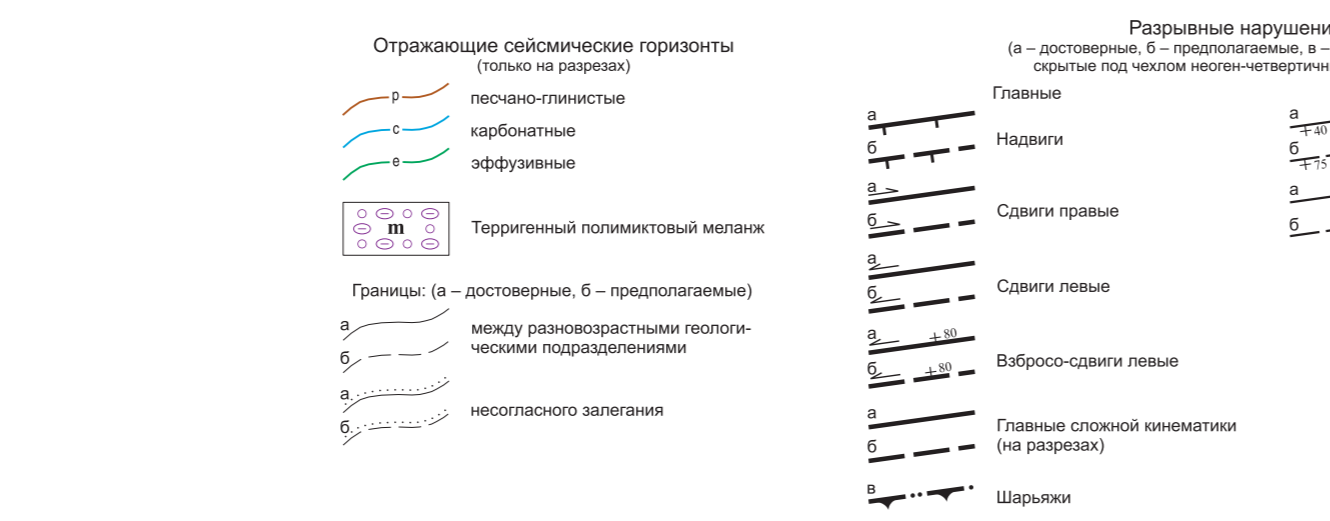 Отражающие сейсмические горизонты
(только на разрезах)
р
песчано-глинистые
с
карбонатные
е
эффузивные
m
Терригенный полимиктовый меланж
Границы: (а – достоверные, б – предполагаемые)
а
б
между разновозрастными геологи-
ческими подразделениями
а
б
несогласного залегания
Разрывные нарушени
(а – достоверные, б – предполагаемые, в –
скрытые под чехлом неоген-четвертичн
Главные
а
б
Надвиги
а
б
Сдвиги правые
а
б
Сдвиги левые
а
+80
б
+80
Взбросо-сдвиги левые
а
б
Главные сложной кинематики
(на разрезах)
в
Шарьяжи
а
+40
б
+75
а
б